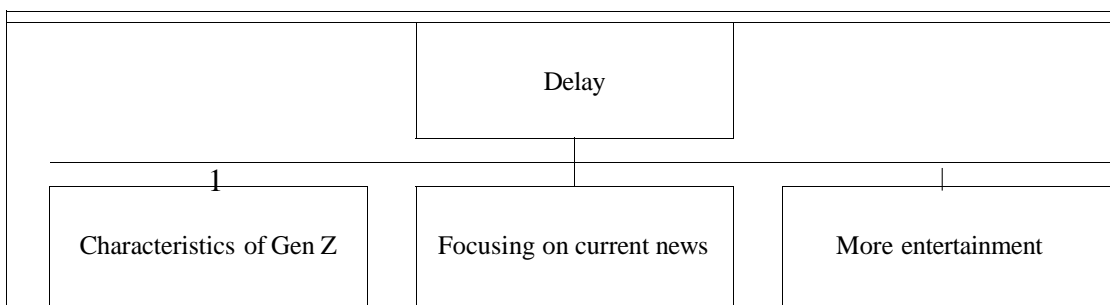 Delay
1
Characteristics of Gen Z
Focusing on current news
More entertainment